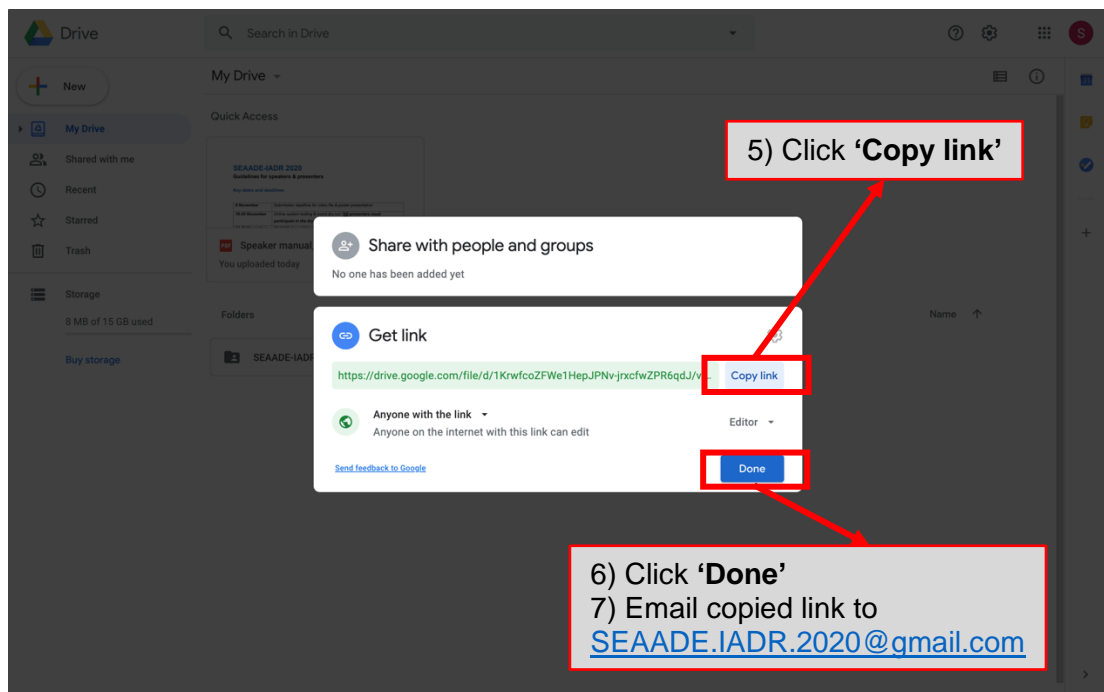 Drive
Search in Drive
S
New
My Drive
My Drive
Shared with me
Recent
Starred
Trash
Storage
8 MB of 15 GB used
Buy storage
Quick Access
SEAADE-IADR 2020
Guidelines for speakers & presenters
Key dates and deadlines
PDF Speaker manual
You uploaded today
Folders
Name
SEAADE-IADR
5) Click ‘Copy link’
Share with people and groups
No one has been added yet
Get link
https://drive.google.com/file/d/1KrwfcoZFWe1HepJPNv-jrxcfwZPR6qdJ/v...
Copy link
Anyone with the link
Anyone on the internet with this link can edit
Editor
Send feedback to Google
Done
6) Click ‘Done’
7) Email copied link to
SEAADE.IADR.2020@gmail.com